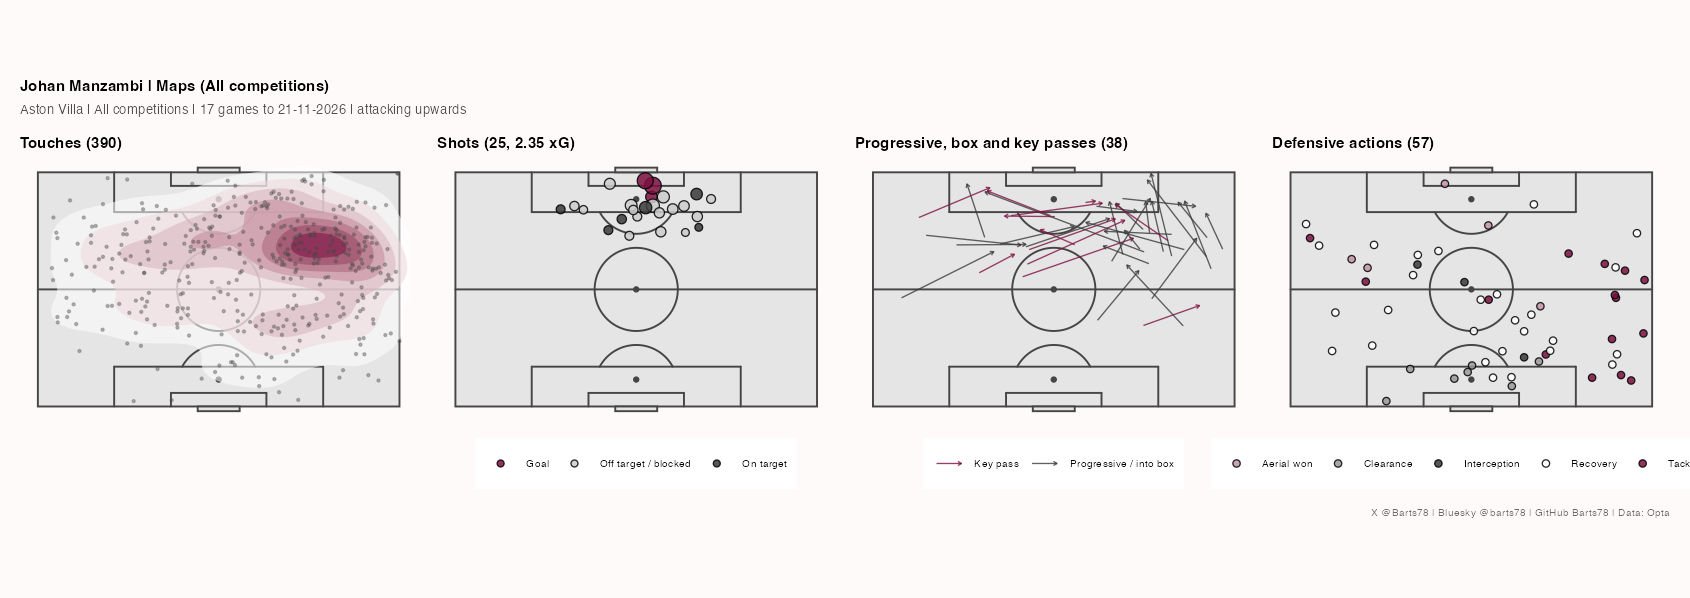 Johan Manzambi | Maps (All competitions)
Aston Villa | All competitions | 17 games to 21-11-2026 | attacking upwards
Touches (390)
Shots (25, 2.35 xG)
Progressive, box and key passes (38)
Defensive actions (57)
Goal
Off target / blocked
On target
Key pass
Progressive / into box
Aerial won
Clearance
Interception
Recovery
Tack
X @Barts78 | Bluesky @barts78 | GitHub Barts78 | Data: Opta